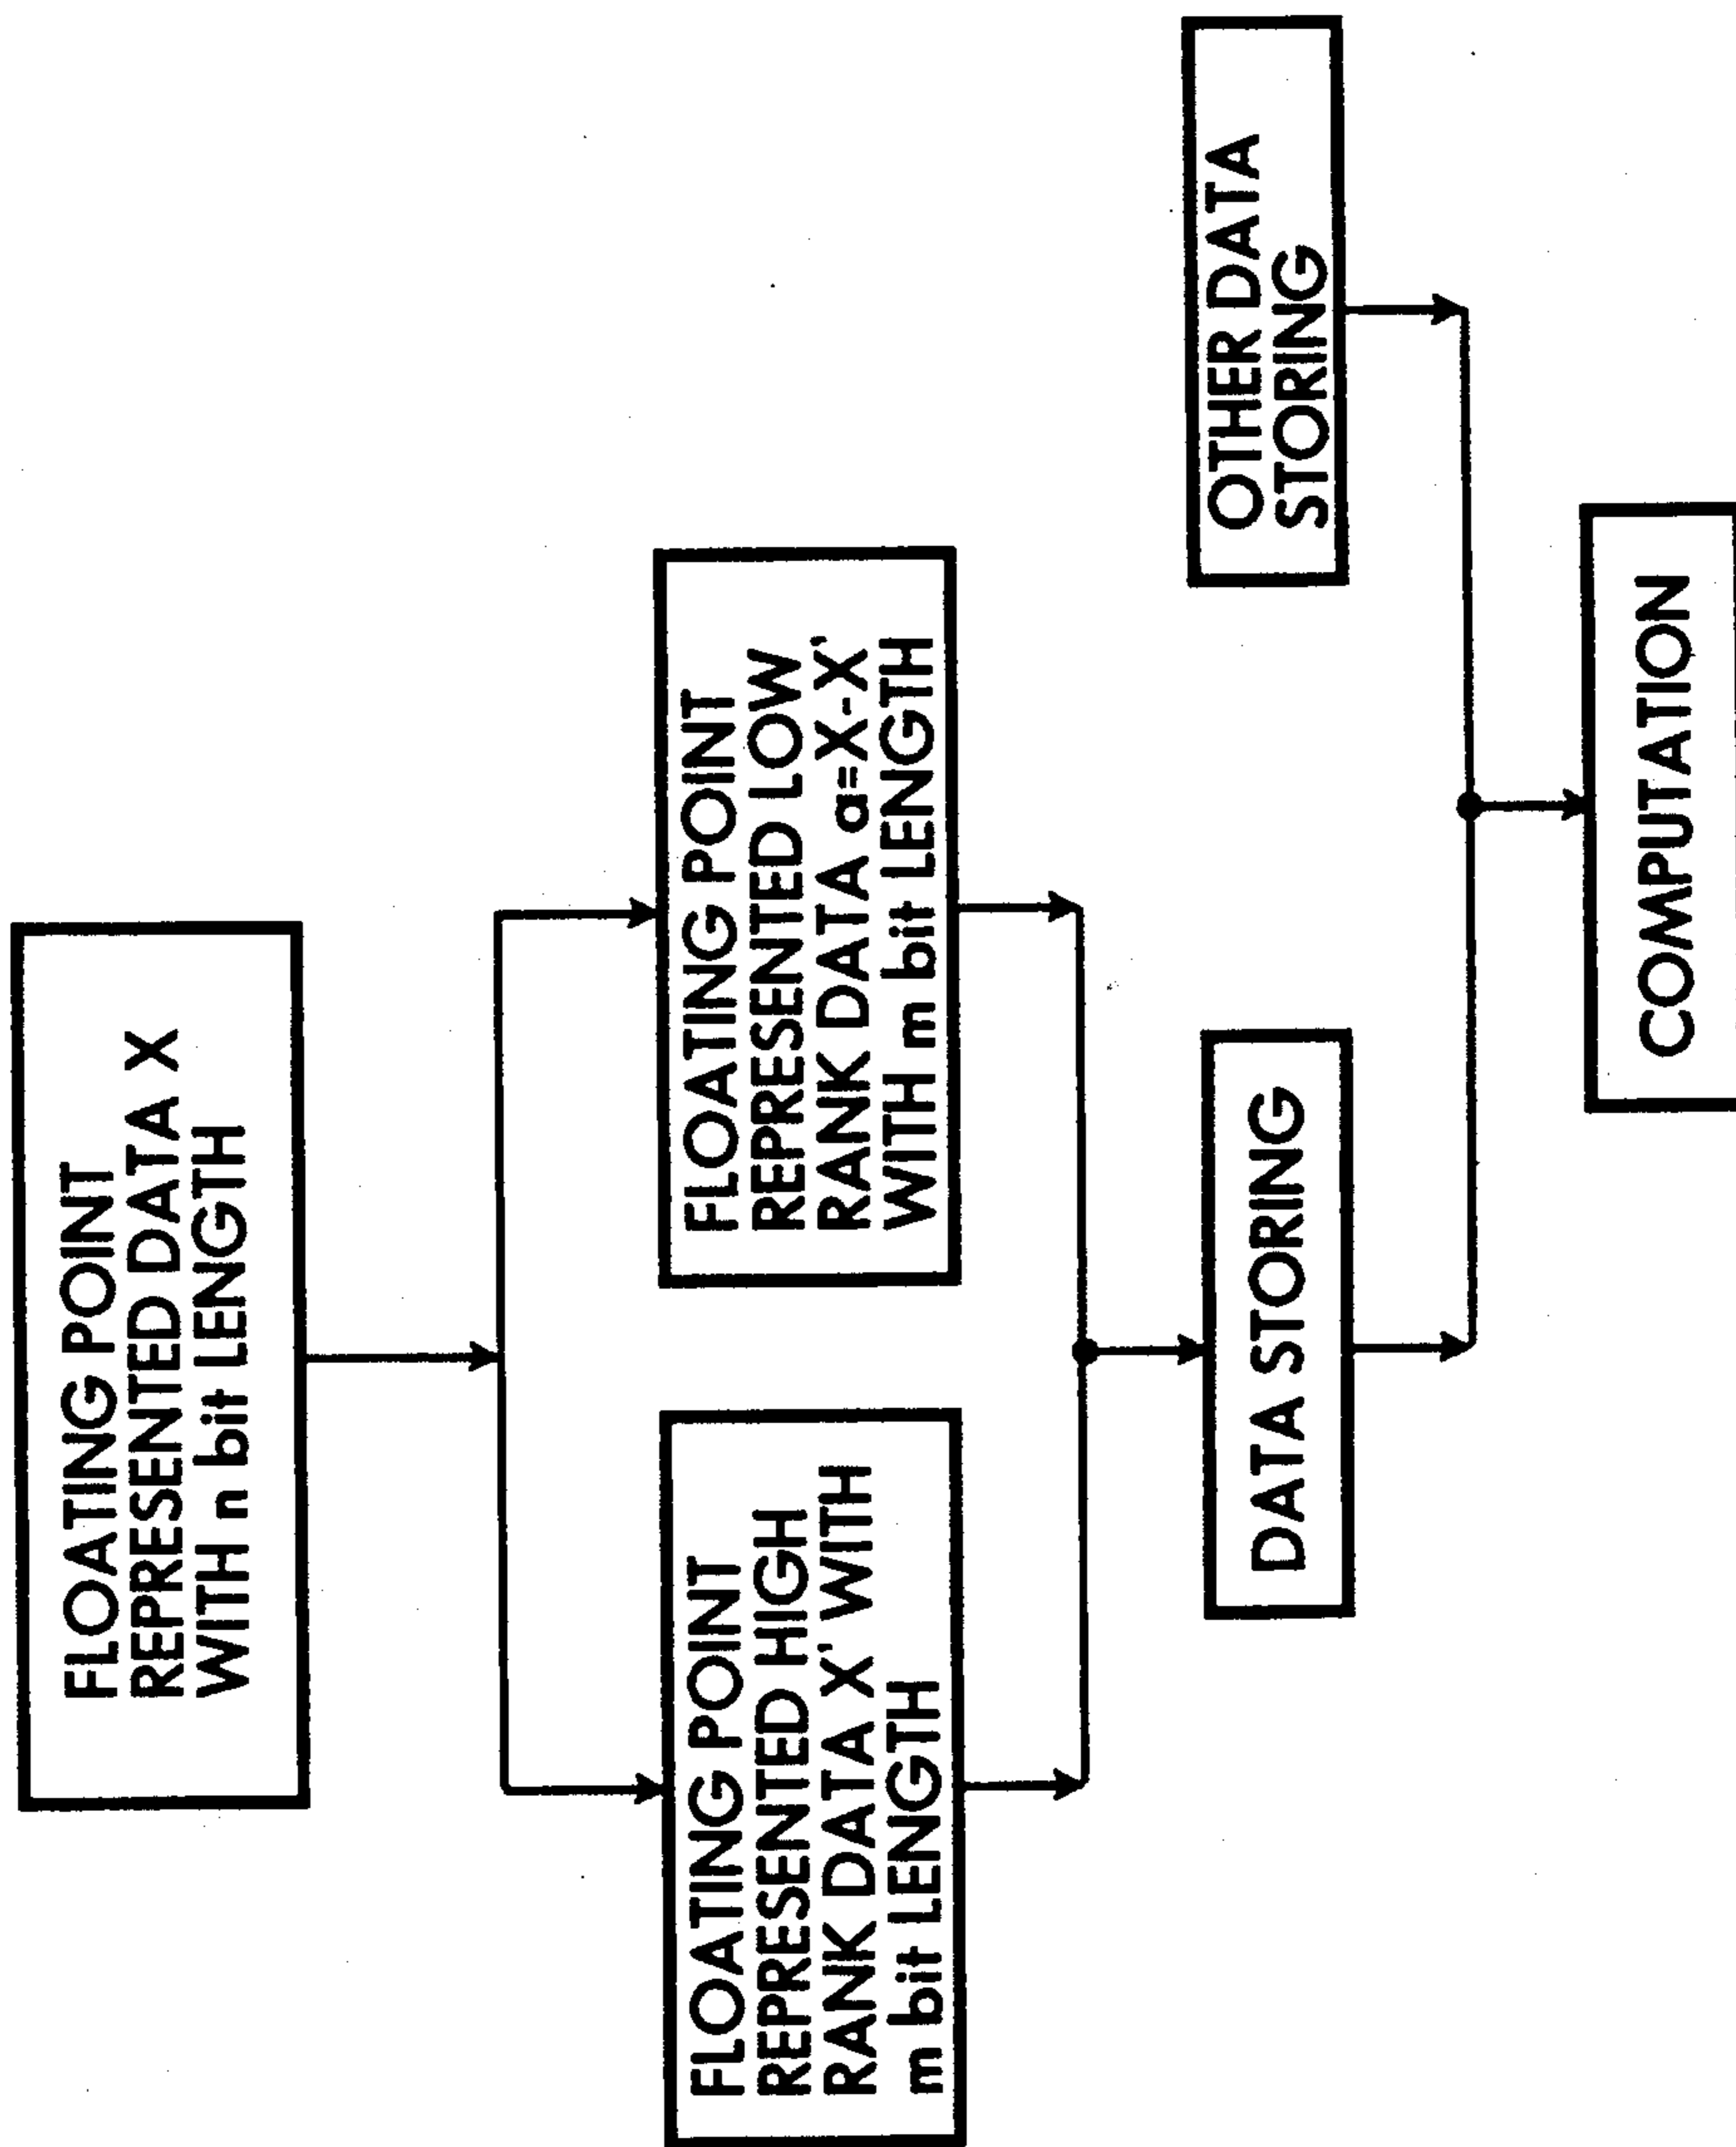 FLOATING POINT
REPRESENTED DATA X
WITH n bit LENGTH
FLOATING POINT
REPRESENTED HIGH
RANK DATA X' WITH
m bit LENGTH
FLOATING POINT
REPRESENTED LOW
RANK DATA a=X-X'
WITH m bit LENGTH
DATA STORING
OTHER DATA
STORING
COMPUTATION